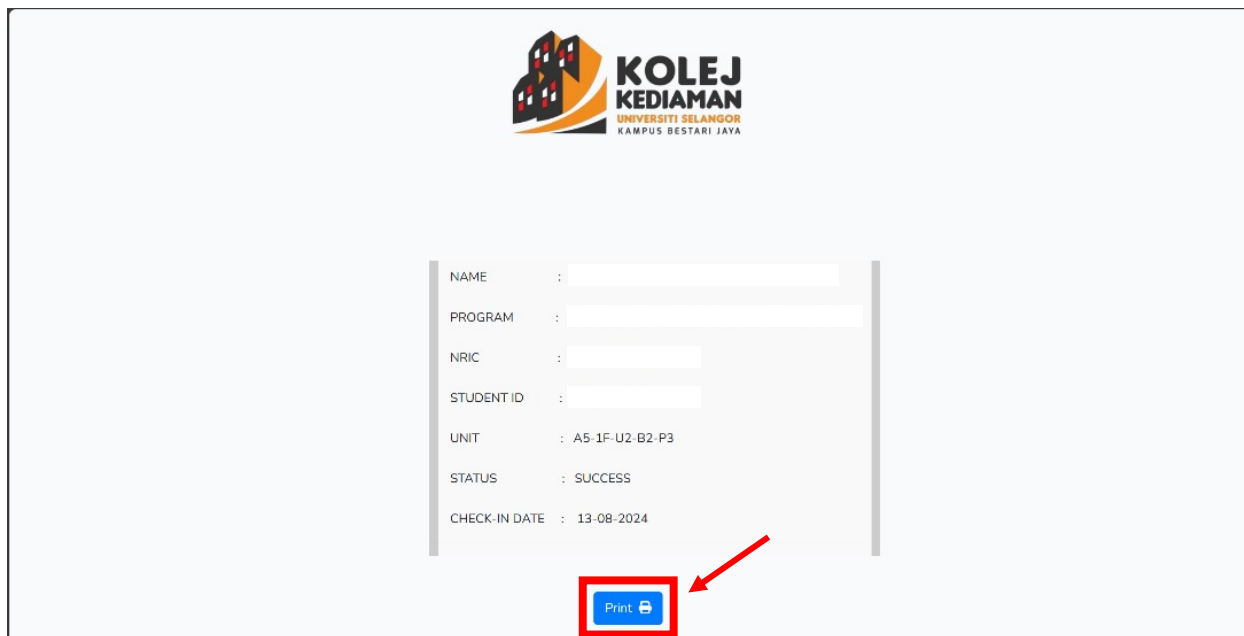 KOLEJ
KEDIAMAN
UNIVERSITI SELANGOR
KAMPUS BESTARI JAYA
NAME :
PROGRAM :
NRIC :
STUDENT ID :
UNIT : A5-1F-U2-B2-P3
STATUS : SUCCESS
CHECK-IN DATE : 13-08-2024
Print